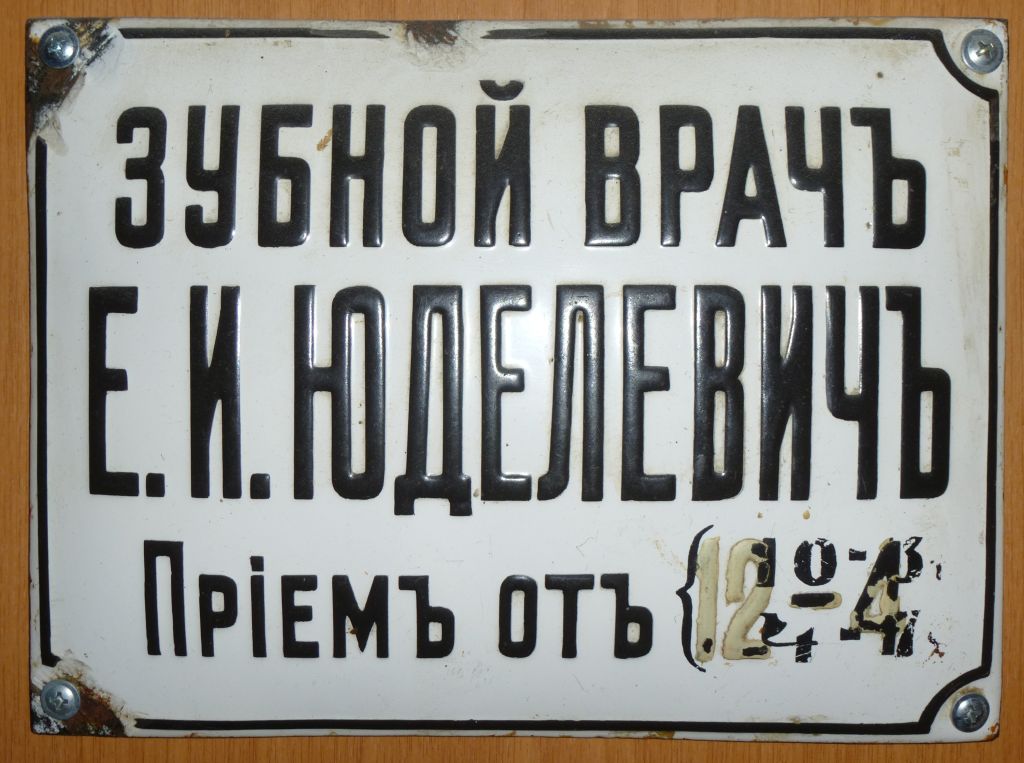 ЗУБНОЙ ВРАЧЪ
Е. И. ЮДЕЛЕВИЧЪ
Пріемъ отъ